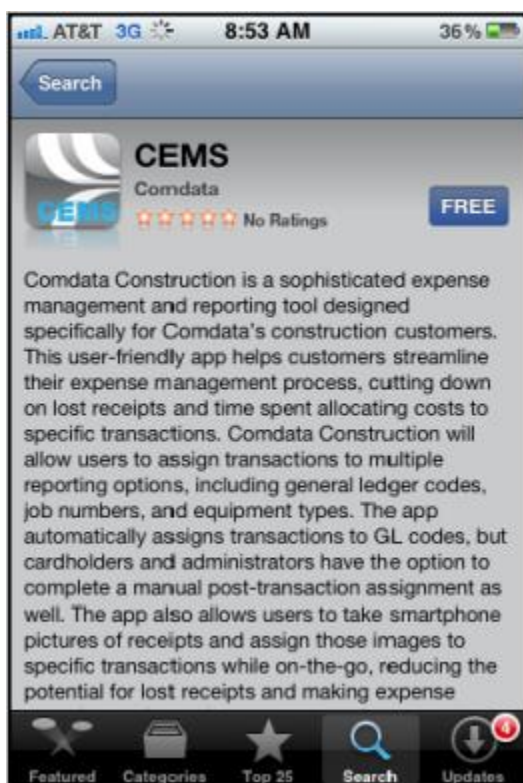 AT&T 3G 8:53 AM 36%
Search
CEMS
Comdata
CEMS
No Ratings
FREE
Comdata Construction is a sophisticated expense
management and reporting tool designed
specifically for Comdata's construction customers.
This user-friendly app helps customers streamline
their expense management process, cutting down
on lost receipts and time spent allocating costs to
specific transactions. Comdata Construction will
allow users to assign transactions to multiple
reporting options, including general ledger codes,
job numbers, and equipment types. The app
automatically assigns transactions to GL codes, but
cardholders and administrators have the option to
complete a manual post-transaction assignment as
well. The app also allows users to take smartphone
pictures of receipts and assign those images to
specific transactions while on-the-go, reducing the
potential for lost receipts and making expense
4
Featured Categories Top 25 Search Updates